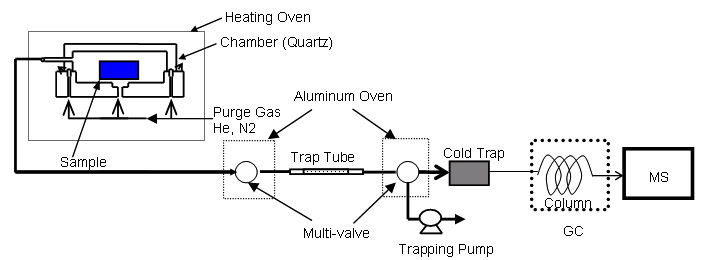 Heating Oven
Chamber (Quartz)
Purge Gas
He, N2
Sample
Aluminum Oven
Trap Tube
Multi-valve
Cold Trap
Trapping Pump
Column
GC
MS